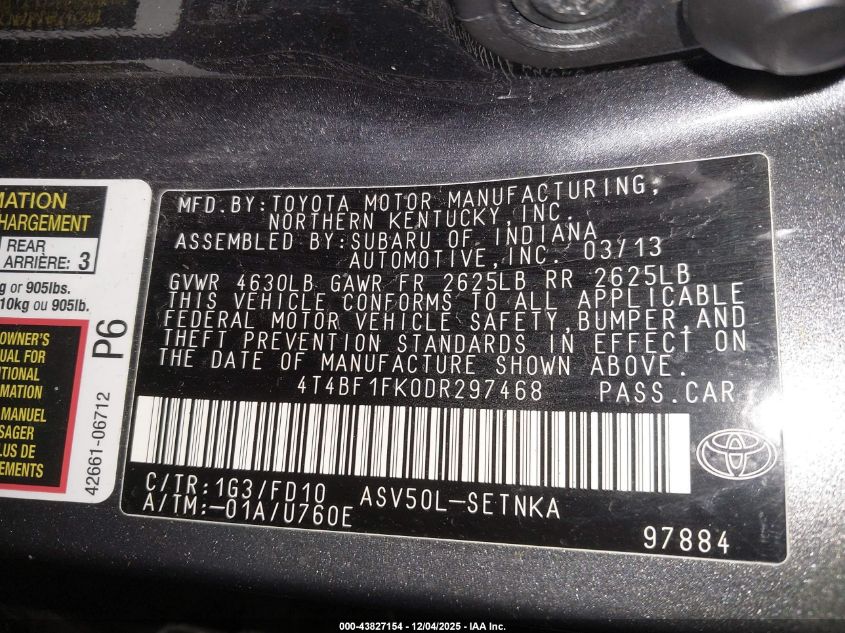 MATION
CHARGEMENT
REAR
ARRIÈRE: 3
g or 905lbs.
10kg ou 905lb.
OWNER'S
UAL FOR
ITIONAL
RMATION
MANUEL
SAGER
LUS DE
EMENTS
P6
42661-06712
MFD.BY:TOYOTA MOTOR MANUFACTURING,
NORTHERN KENTUCKY,INC.
ASSEMBLED BY:SUBARU OF INDIANA
AUTOMOTIVE,INC. 03/13
GVWR 4630LB GAWR FR 2625LB RR 2625LB
THIS VEHICLE CONFORMS TO ALL APPLICABLE
FEDERAL MOTOR VEHICLE SAFETY,BUMPER,AND
THEFT PREVENTION STANDARDS IN EFFECT ON
THE DATE OF MANUFACTURE SHOWN ABOVE.
4T4BF1FK0DR297468 PASS.CAR
C/TR:1G3/FD10 ASV50L-SETNKA
A/TM:-01A/U760E
97884
000-43827154 - 12/04/2025 - IAA Inc.